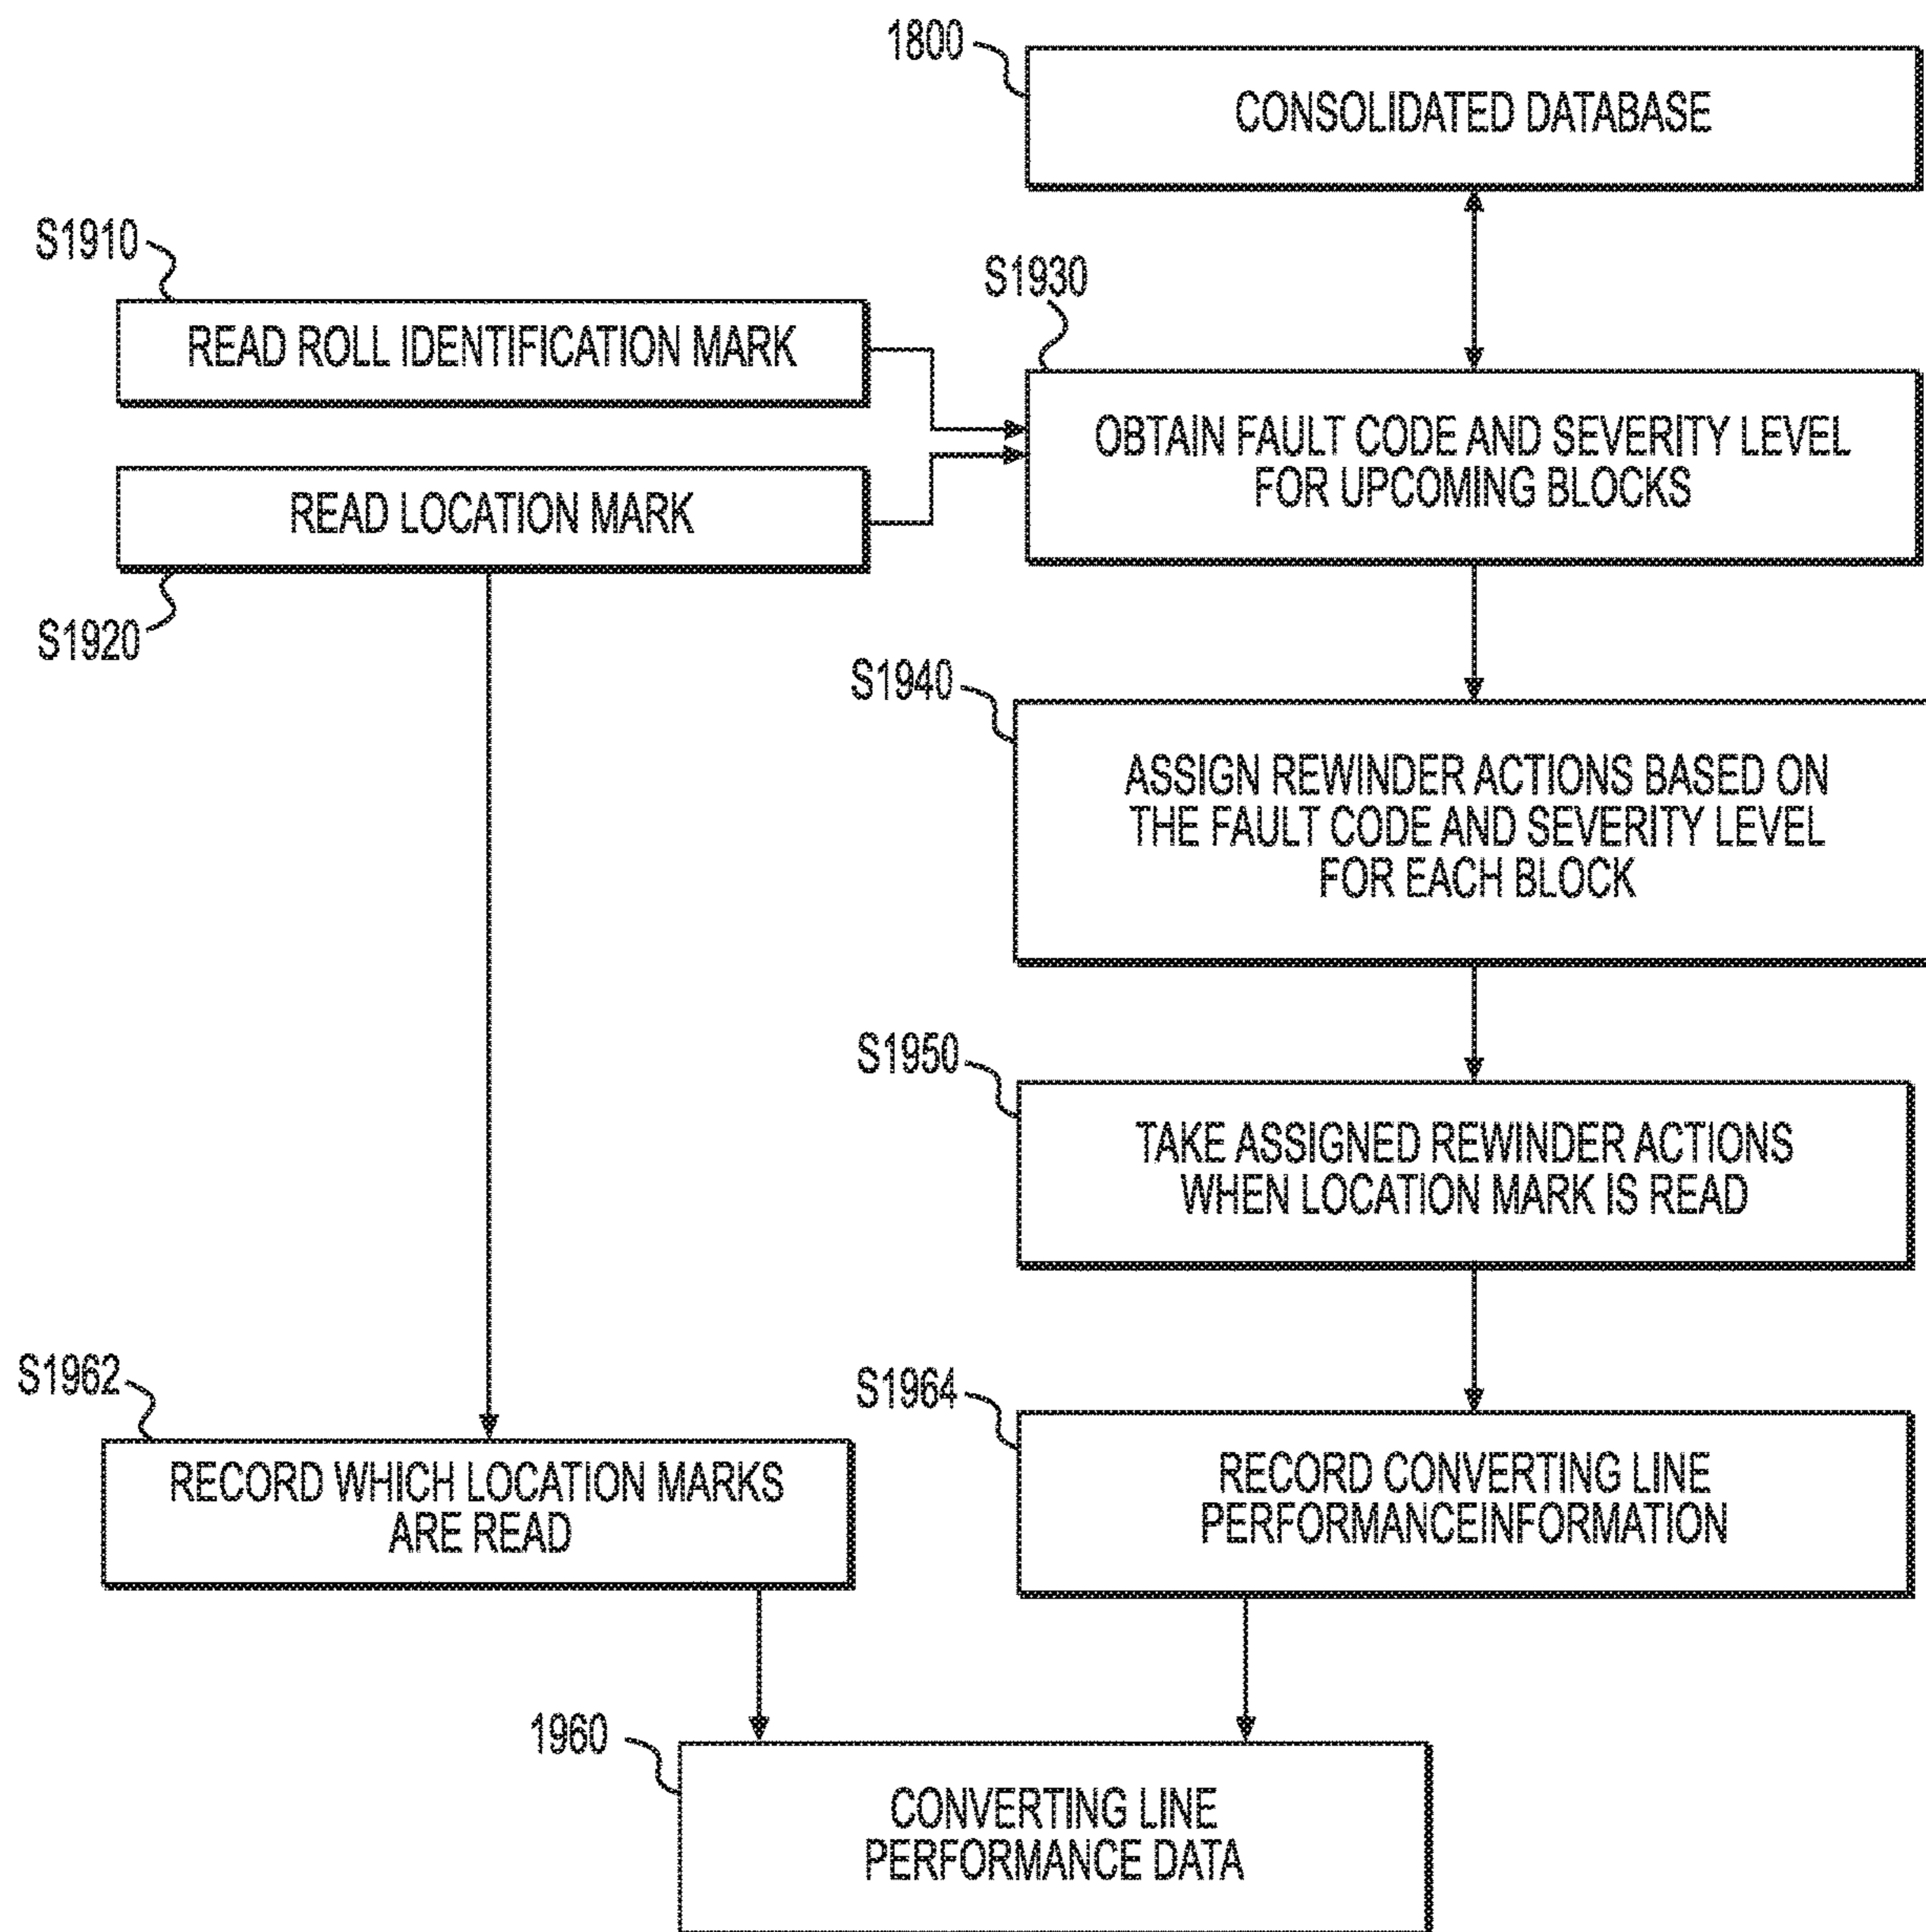 1800
CONSOLIDATED DATABASE
S1910
READ ROLL IDENTIFICATION MARK
S1930
OBTAIN FAULT CODE AND SEVERITY LEVEL
FOR UPCOMING BLOCKS
READ LOCATION MARK
S1920
S1940
ASSIGN REWINDER ACTIONS BASED ON
THE FAULT CODE AND SEVERITY LEVEL
FOR EACH BLOCK
S1950
TAKE ASSIGNED REWINDER ACTIONS
WHEN LOCATION MARK IS READ
S1962
RECORD WHICH LOCATION MARKS
ARE READ
S1964
RECORD CONVERTING LINE
PERFORMANCEINFORMATION
1960
CONVERTING LINE
PERFORMANCE DATA